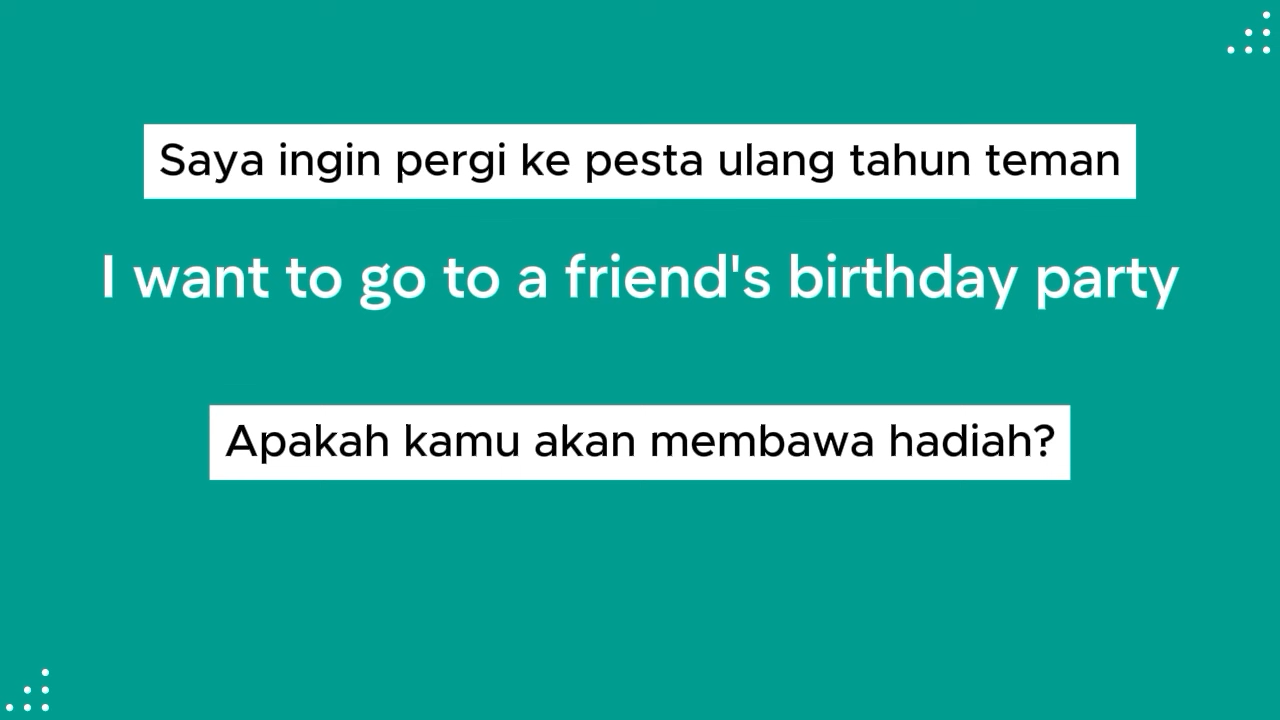 Saya ingin pergi ke pesta ulang tahun teman
I want to go to a friend's birthday party
Apakah kamu akan membawa hadiah?